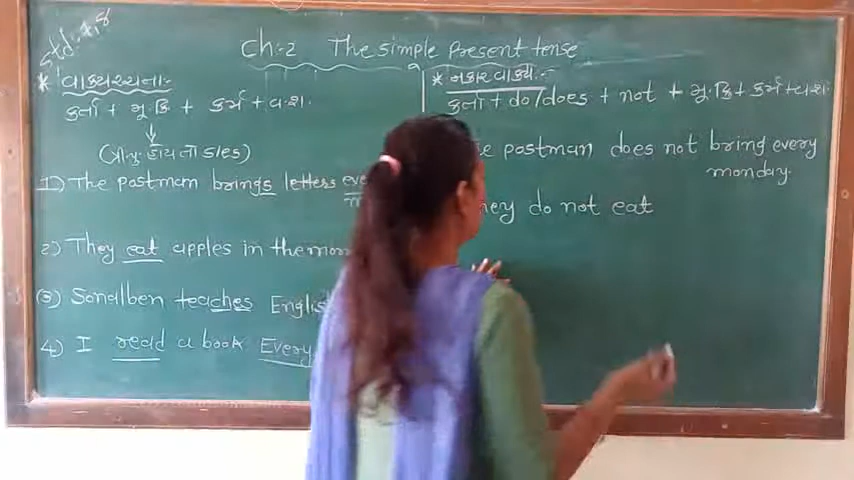 std.:- 8
Ch:-2 The simple present tense
* વાક્યરચના:-
કર્તા + મૂ.ક્રિ + કર્મ + વ.શ.
(ત્રી.પુ હોય તો s/es)
1) The postman brings letters
2) They eat apples in the
3) Sonalben teaches English
4) I read a book Every
* નકાર વાક્ય:-
કર્તા + do/does + not + મૂ.ક્રિ + કર્મ + વ.શ.
postman does not bring every
monday.
do not eat